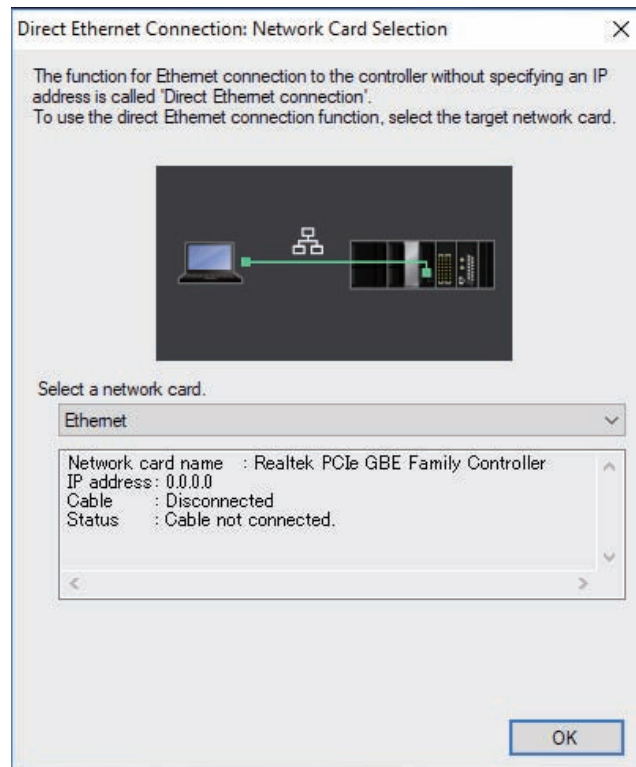 Direct Ethernet Connection: Network Card Selection
The function for Ethernet connection to the controller without specifying an IP
address is called 'Direct Ethernet connection'.
To use the direct Ethernet connection function, select the target network card.
Select a network card.
Ethernet
Network card name : Realtek PCIe GBE Family Controller
IP address: 0.0.0.0
Cable : Disconnected
Status : Cable not connected.
OK